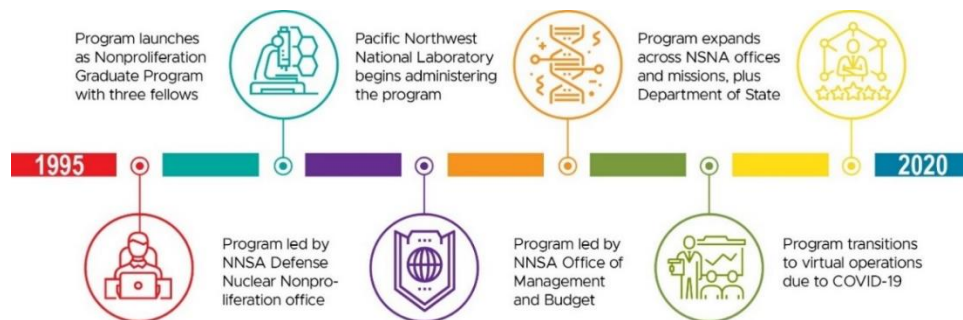 Program launches
as Nonproliferation
Graduate Program
with three fellows
Pacific Northwest
National Laboratory
begins administering
the program
Program expands
across NSNA offices
and missions, plus
Department of State
1995
2020
Program led by
NNSA Defense
Nuclear Nonpro-
liferation office
Program led by
NNSA Office of
Management
and Budget
Program transitions
to virtual operations
due to COVID-19